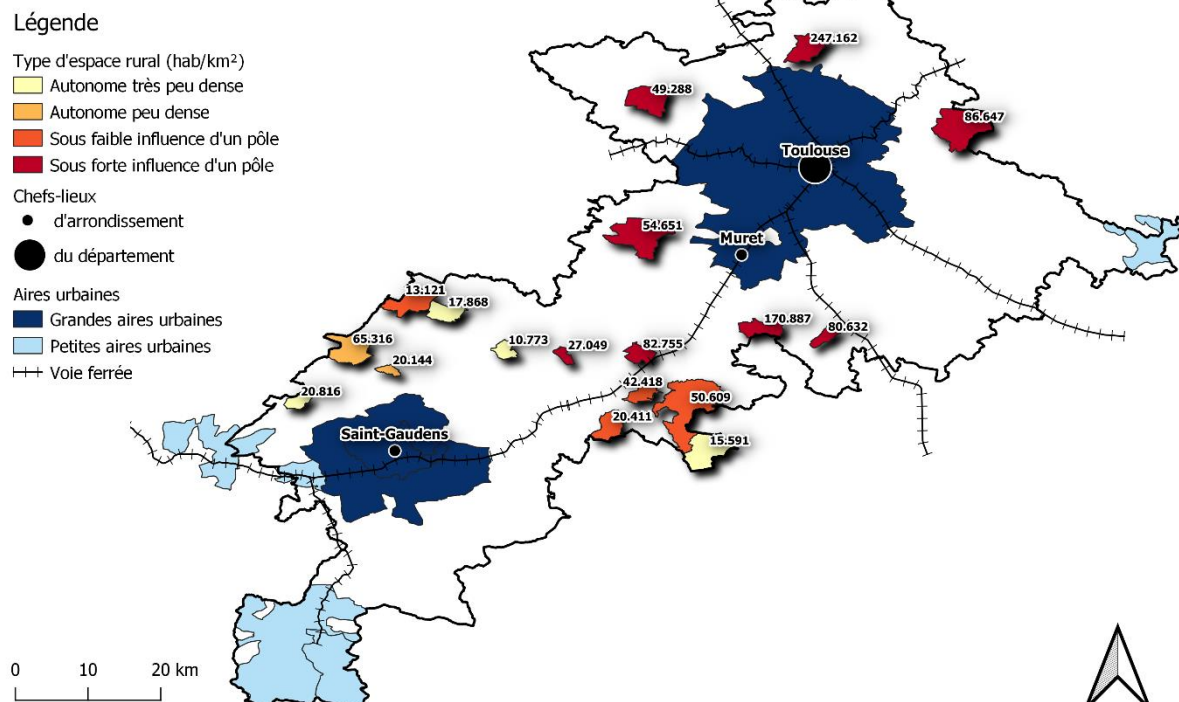 Légende
Type d'espace rural (hab/km²)
Autonome très peu dense
Autonome peu dense
Sous faible influence d'un pôle
Sous forte influence d'un pôle
Chefs-lieux
d'arrondissement
du département
Aires urbaines
Grandes aires urbaines
Petites aires urbaines
Voie ferrée
247.162
49.288
86.647
Toulouse
54.651
Muret
13.121
17.868
170.887
80.632
65.316
10.773
27.049
82.755
20.144
42.418
20.816
50.609
20.411
Saint-Gaudens
15.591
0 10 20 km